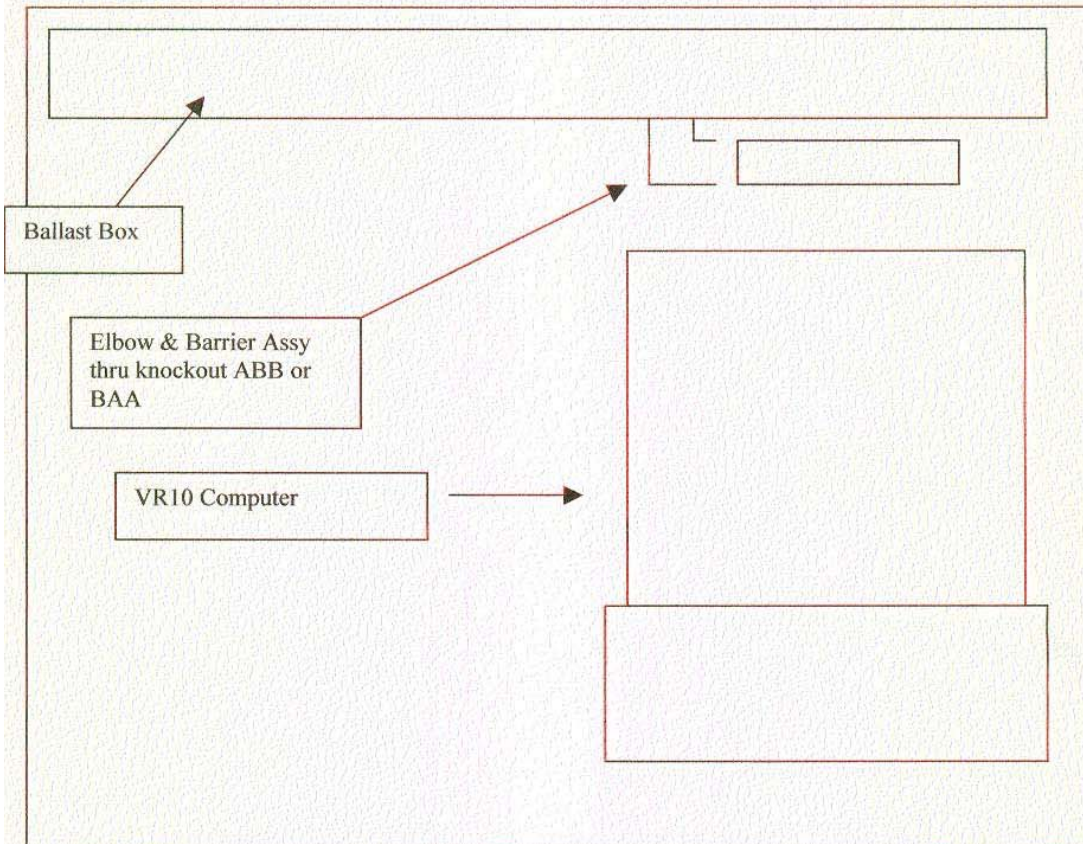 Ballast Box
Elbow & Barrier Assy
thru knockout ABB or
BAA
VR10 Computer